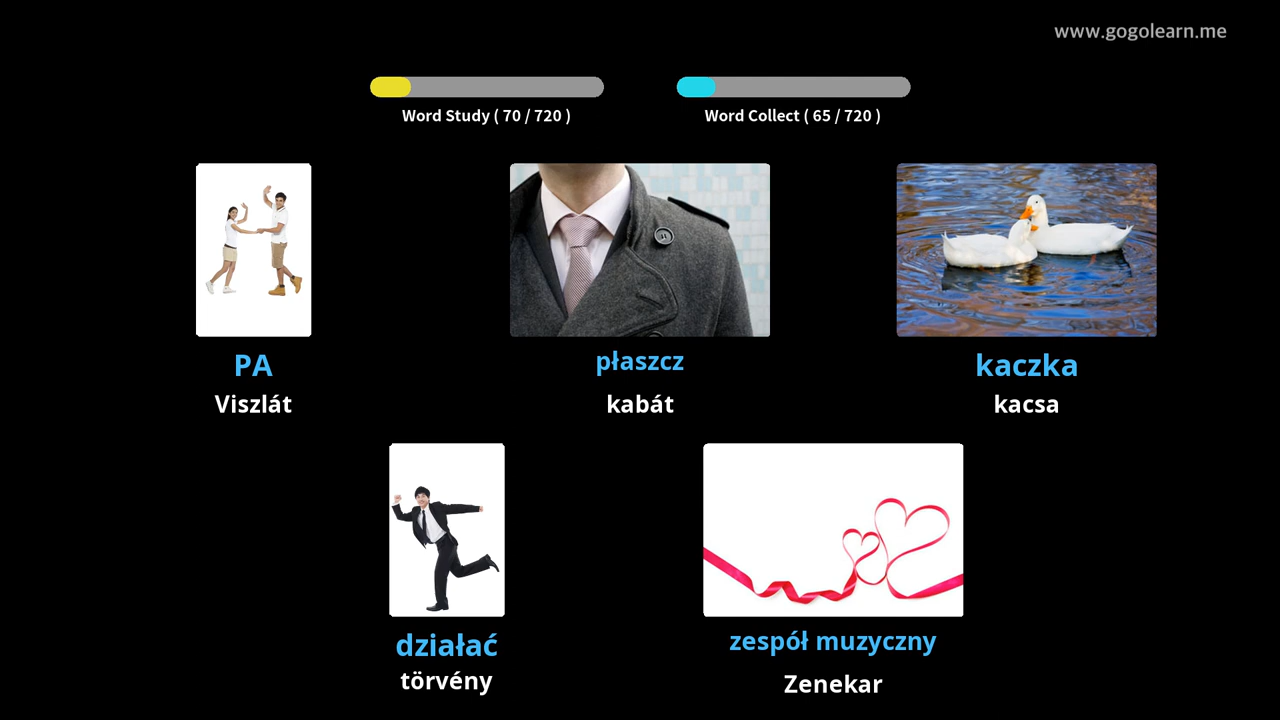 www.gogolearn.me
Word Study ( 70 / 720 )
Word Collect ( 65 / 720 )
PA
Viszlát
płaszcz
kabát
kaczka
kacsa
działać
törvény
zespół muzyczny
Zenekar